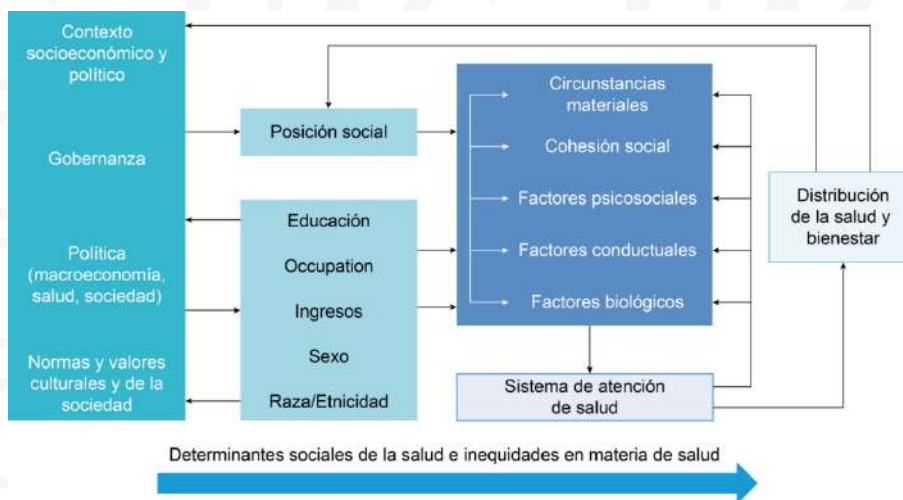 Contexto
socioeconómico y
político
Gobernanza
Política
(macroeconomía,
salud, sociedad)
Normas y valores
culturales y de la
sociedad
Posición social
Educación
Occupation
Ingresos
Sexo
Raza/Etnicidad
Circunstancias
materiales
Cohesión social
Factores psicosociales
Factores conductuales
Factores biológicos
Sistema de atención
de salud
Distribución
de la salud y
bienestar
Determinantes sociales de la salud e inequidades en materia de salud